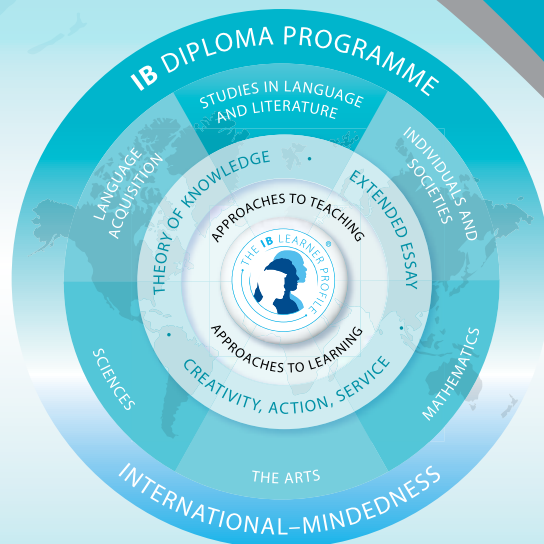 IB DIPLOMA PROGRAMME
STUDIES IN LANGUAGE
AND LITERATURE
LANGUAGE
ACQUISITION
INDIVIDUALS AND
SOCIETIES
THEORY OF KNOWLEDGE
EXTENDED ESSAY
APPROACHES TO TEACHING
THE IB LEARNER PROFILE
®
APPROACHES TO LEARNING
CREATIVITY, ACTION, SERVICE
SCIENCES
MATHEMATICS
THE ARTS
INTERNATIONAL–MINDEDNESS